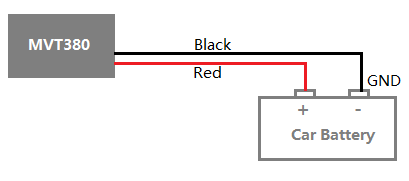 MVT380
Black
Red
GND
+ -
Car Battery